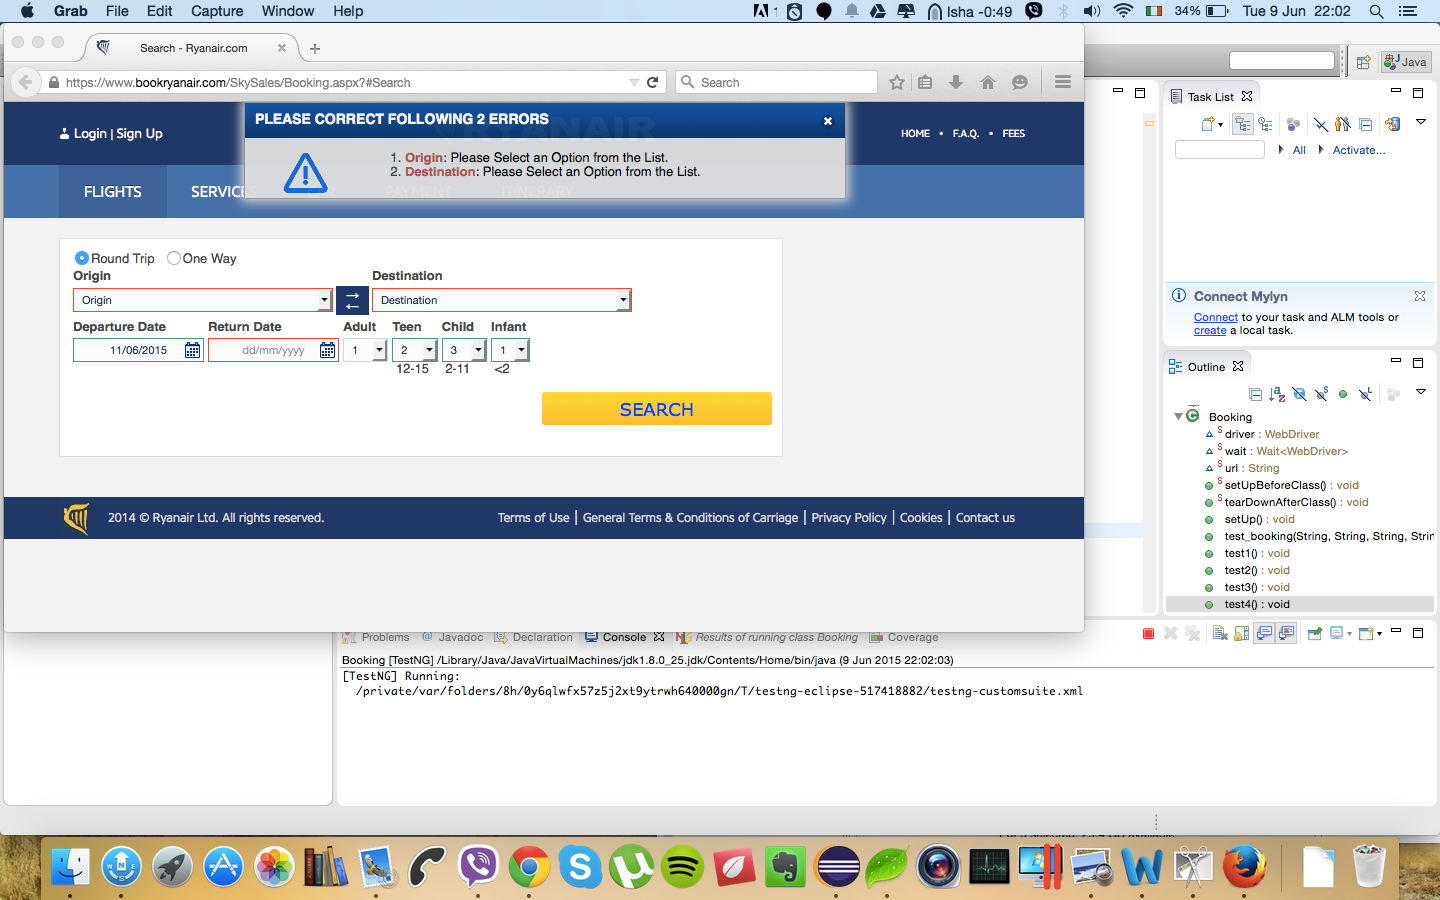 Grab File Edit Capture Window Help
1 Isha -0:49 34% Tue 9 Jun 22:02
Search - Ryanair.com
https://www.bookryanair.com/SkySales/Booking.aspx?#Search
Search
Login | Sign Up
RYANAIR
HOME • F.A.Q. • FEES
PLEASE CORRECT FOLLOWING 2 ERRORS
1. Origin: Please Select an Option from the List.
2. Destination: Please Select an Option from the List.
FLIGHTS SERVICES PAYMENT ITINERARY
Round Trip One Way
Origin Destination
Origin Destination
Departure Date Return Date Adult Teen Child Infant
11/06/2015 dd/mm/yyyy 1 2 3 1
12-15 2-11 <2
SEARCH
2014 © Ryanair Ltd. All rights reserved.
Terms of Use | General Terms & Conditions of Carriage | Privacy Policy | Cookies | Contact us
Java
Task List
All Activate...
Connect Mylyn
Connect to your task and ALM tools or
create a local task.
Outline
Booking
driver : WebDriver
wait : Wait<WebDriver>
url : String
setUpBeforeClass() : void
tearDownAfterClass() : void
setUp() : void
test_booking(String, String, String, Strin
test1() : void
test2() : void
test3() : void
test4() : void
Problems @ Javadoc Declaration Console Results of running class Booking Coverage
Booking [TestNG] /Library/Java/JavaVirtualMachines/jdk1.8.0_25.jdk/Contents/Home/bin/java (9 Jun 2015 22:02:03)
[TestNG] Running:
/private/var/folders/8h/0y6qlwfx57z5j2xt9ytrwh640000gn/T/testng-eclipse-517418882/testng-customsuite.xml